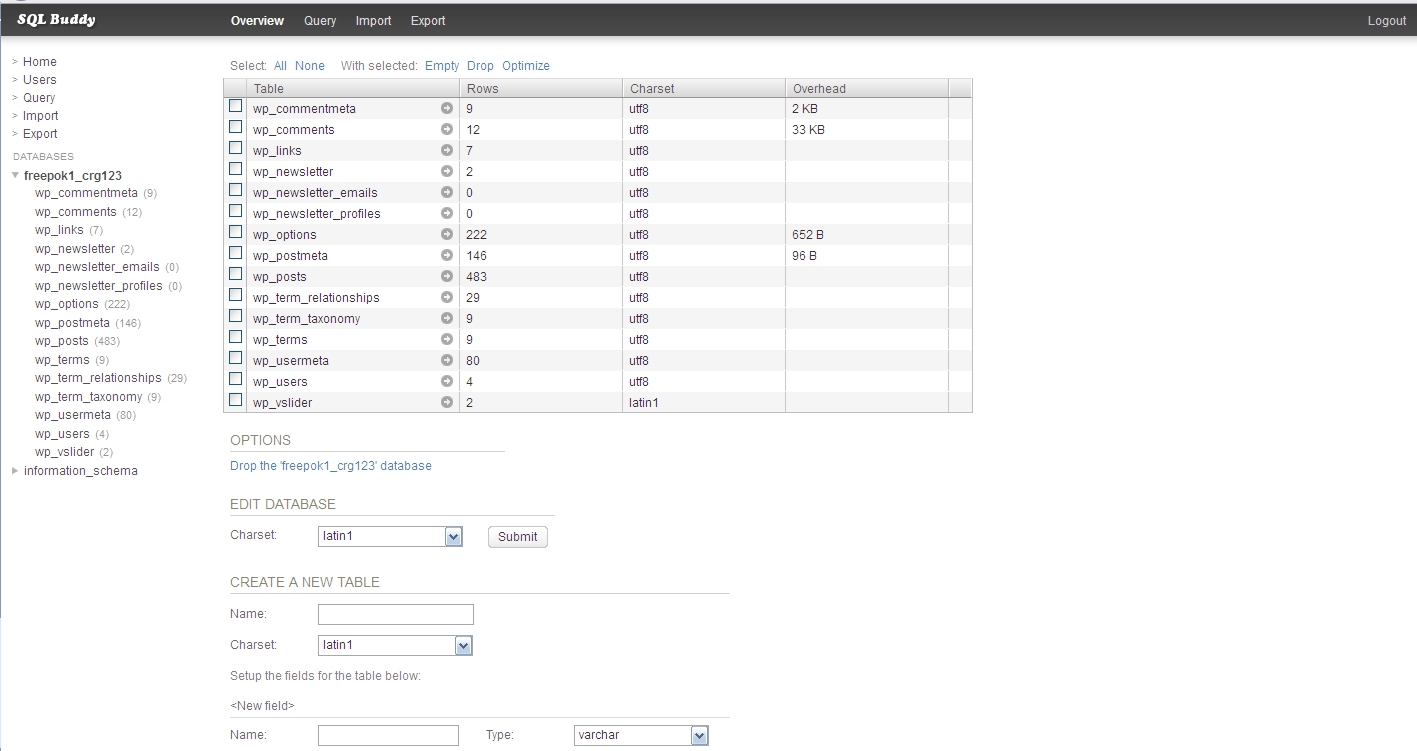 SQL Buddy
Overview Query Import Export Logout
> Home
> Users
> Query
> Import
> Export
DATABASES
freepok1_crg123
wp_commentmeta (9)
wp_comments (12)
wp_links (7)
wp_newsletter (2)
wp_newsletter_emails (0)
wp_newsletter_profiles (0)
wp_options (222)
wp_postmeta (146)
wp_posts (483)
wp_terms (9)
wp_term_relationships (29)
wp_term_taxonomy (9)
wp_usermeta (80)
wp_users (4)
wp_vslider (2)
information_schema
Select: All None With selected: Empty Drop Optimize
Table Rows Charset Overhead
wp_commentmeta 9 utf8 2 KB
wp_comments 12 utf8 33 KB
wp_links 7 utf8
wp_newsletter 2 utf8
wp_newsletter_emails 0 utf8
wp_newsletter_profiles 0 utf8
wp_options 222 utf8 652 B
wp_postmeta 146 utf8 96 B
wp_posts 483 utf8
wp_term_relationships 29 utf8
wp_term_taxonomy 9 utf8
wp_terms 9 utf8
wp_usermeta 80 utf8
wp_users 4 utf8
wp_vslider 2 latin1
OPTIONS
Drop the 'freepok1_crg123' database
EDIT DATABASE
Charset: latin1 Submit
CREATE A NEW TABLE
Name:
Charset: latin1
Setup the fields for the table below:
<New field>
Name: Type: varchar